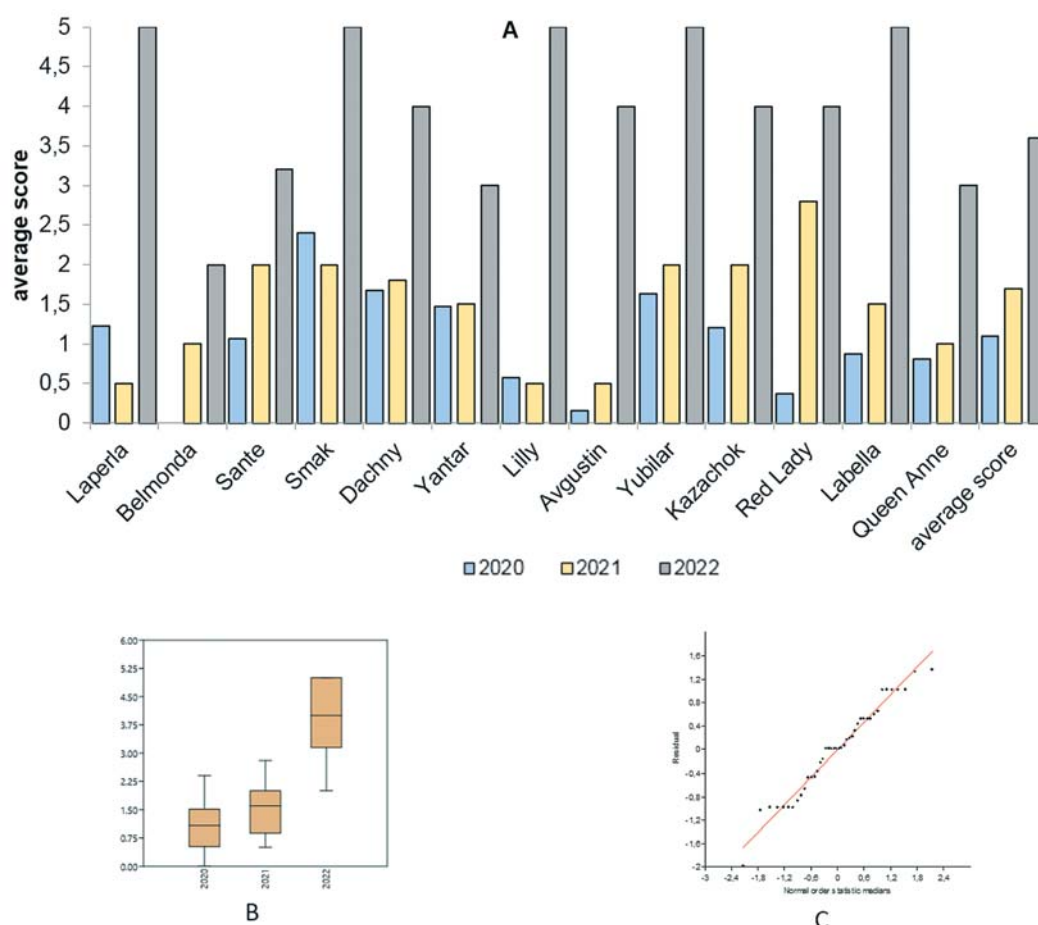 A
average score
5
4,5
4
3,5
3
2,5
2
1,5
1
0,5
0
Laperla
Belmonda
Sante
Smak
Dachny
Yantar
Lilly
Avgustin
Yubilar
Kazachok
Red Lady
Labella
Queen Anne
average score
2020 2021 2022
6.00
5.25
4.50
3.75
3.00
2.25
1.50
0.75
0.00
2020
2021
2022
B
Residual
1,6
1,2
0,8
0,4
0
-0,4
-0,8
-1,2
-1,6
-2
-3 -2,4 -1,8 -1,2 -0,6 0 0,6 1,2 1,8 2,4
Normal order statistic medians
C